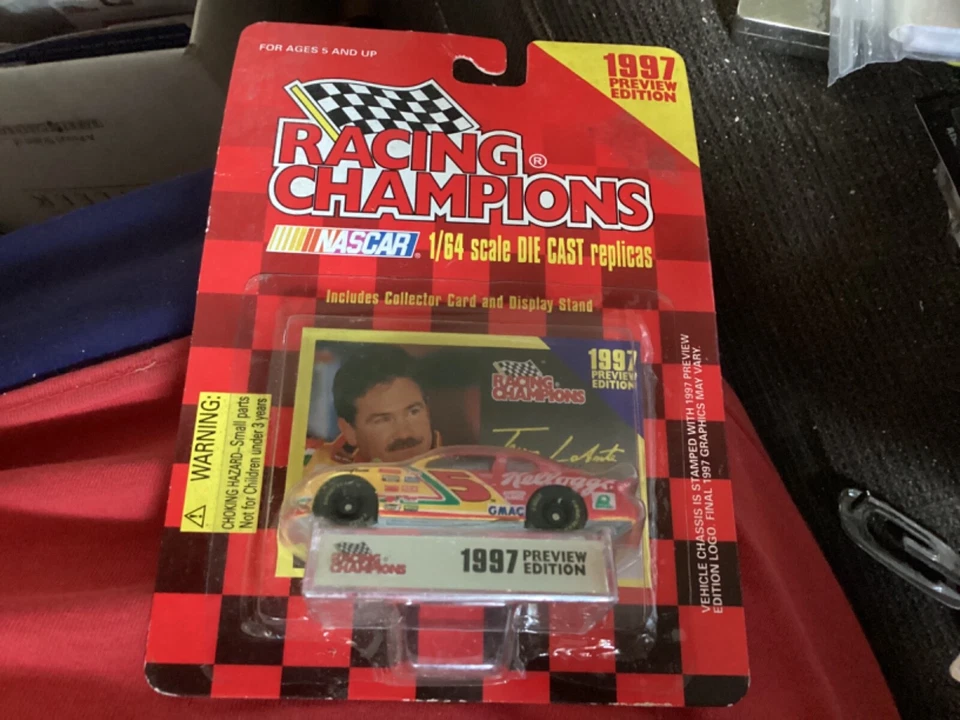 FOR AGES 5 AND UP
1997
PREVIEW
EDITION
RACING
CHAMPIONS®
NASCAR® 1/64 scale DIE CAST replicas
Includes Collector Card and Display Stand
1997
PREVIEW
EDITION
RACING
CHAMPIONS
WARNING:
CHOKING HAZARD-Small parts
Not for Children under 3 years
5
Kellogg's
GMAC
RACING
CHAMPIONS
1997 PREVIEW
EDITION
VEHICLE CHASSIS IS STAMPED WITH 1997 PREVIEW
EDITION LOGO. FINAL 1997 GRAPHICS MAY VARY.